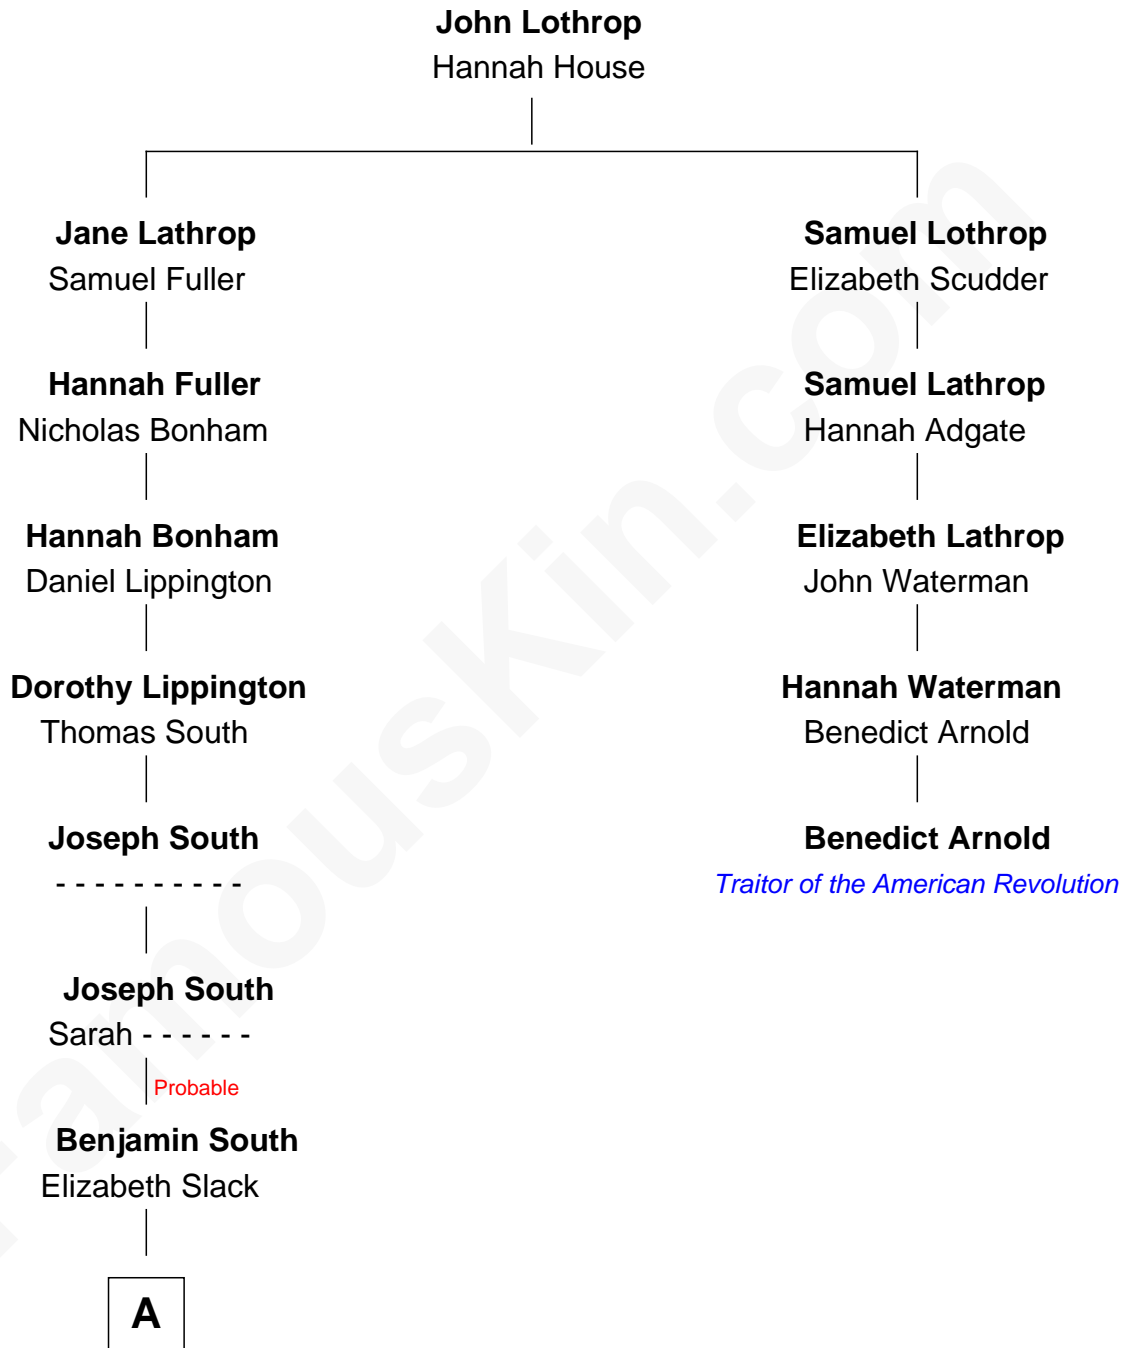 John Lothrop
Hannah House
Jane Lathrop
Samuel Fuller
Hannah Fuller
Nicholas Bonham
Hannah Bonham
Daniel Lippington
Dorothy Lippington
Thomas South
Joseph South
- - - - - - - - - -
Joseph South
Sarah - - - - - -
Probable
Benjamin South
Elizabeth Slack
A
Samuel Lothrop
Elizabeth Scudder
Samuel Lathrop
Hannah Adgate
Elizabeth Lathrop
John Waterman
Hannah Waterman
Benedict Arnold
Benedict Arnold
Traitor of the American Revolution
FamousKin.com